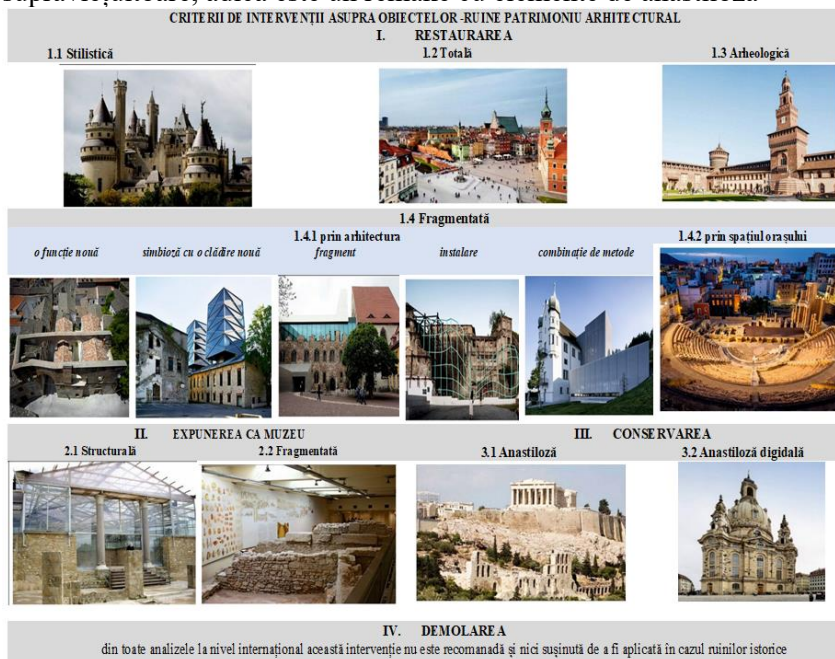 CRITERII DE INTERVENȚII ASUPRA OBIECTELOR -RUINE PATRIMONIU ARHITECTURAL
I. RESTAURAREA
1.1 Stilistică 1.2 Totală 1.3 Arheologică
1.4 Fragmentată
1.4.1 prin arhitectura 1.4.2 prin spațiul orașului
o funcție nouă simbioză cu o clădire nouă fragment instalare combinație de metode
II. EXPUNEREA CA MUZEU III. CONSERVAREA
2.1 Structurală 2.2 Fragmentată 3.1 Anastiloză 3.2 Anastiloză digidală
IV. DEMOLAREA
din toate analizele la nivel internațional această intervenție nu este recomanadă și nici susținută de a fi aplicată în cazul ruinilor istorice